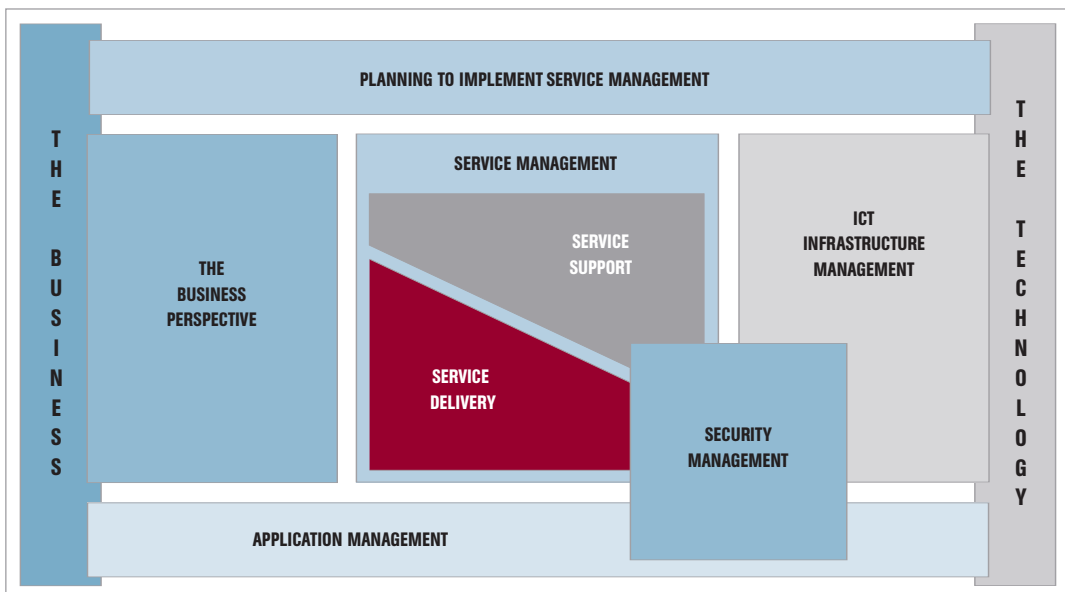 PLANNING TO IMPLEMENT SERVICE MANAGEMENT
THE BUSINESS
THE
BUSINESS
PERSPECTIVE
SERVICE MANAGEMENT
SERVICE
SUPPORT
SERVICE
DELIVERY
ICT
INFRASTRUCTURE
MANAGEMENT
SECURITY
MANAGEMENT
THE TECHNOLOGY
APPLICATION MANAGEMENT